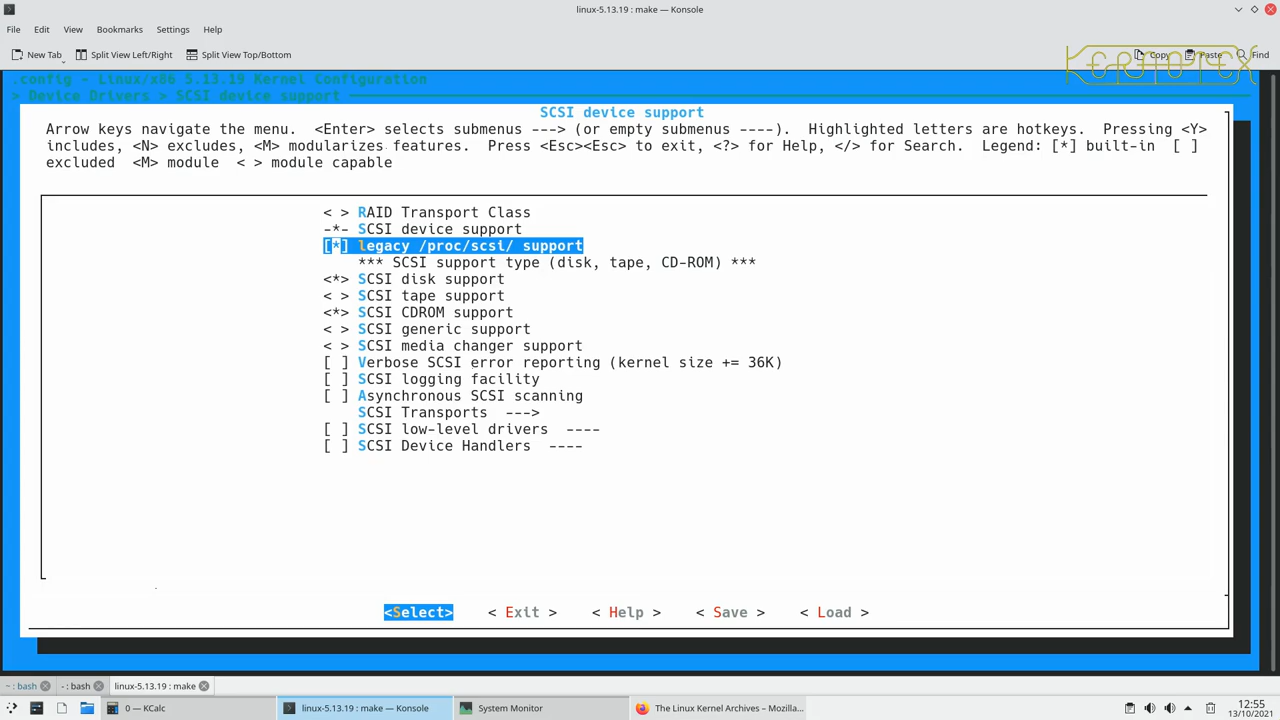 linux-5.13.19 : make — Konsole
File Edit View Bookmarks Settings Help
New Tab Split View Left/Right Split View Top/Bottom Copy Paste Find
KERNOTEX
.config - Linux/x86 5.13.19 Kernel Configuration
> Device Drivers > SCSI device support
SCSI device support
Arrow keys navigate the menu. <Enter> selects submenus ---> (or empty submenus ----). Highlighted letters are hotkeys. Pressing <Y>
includes, <N> excludes, <M> modularizes features. Press <Esc><Esc> to exit, <?> for Help, </> for Search. Legend: [*] built-in [ ]
excluded <M> module < > module capable
< > RAID Transport Class
-*- SCSI device support
[*] legacy /proc/scsi/ support
*** SCSI support type (disk, tape, CD-ROM) ***
<*> SCSI disk support
< > SCSI tape support
<*> SCSI CDROM support
< > SCSI generic support
< > SCSI media changer support
[ ] Verbose SCSI error reporting (kernel size += 36K)
[ ] SCSI logging facility
[ ] Asynchronous SCSI scanning
SCSI Transports --->
[ ] SCSI low-level drivers ----
[ ] SCSI Device Handlers ----
<Select> < Exit > < Help > < Save > < Load >
~ : bash - : bash linux-5.13.19 : make
0 — KCalc linux-5.13.19 : make — Konsole System Monitor The Linux Kernel Archives – Mozilla...
12:55
13/10/2021